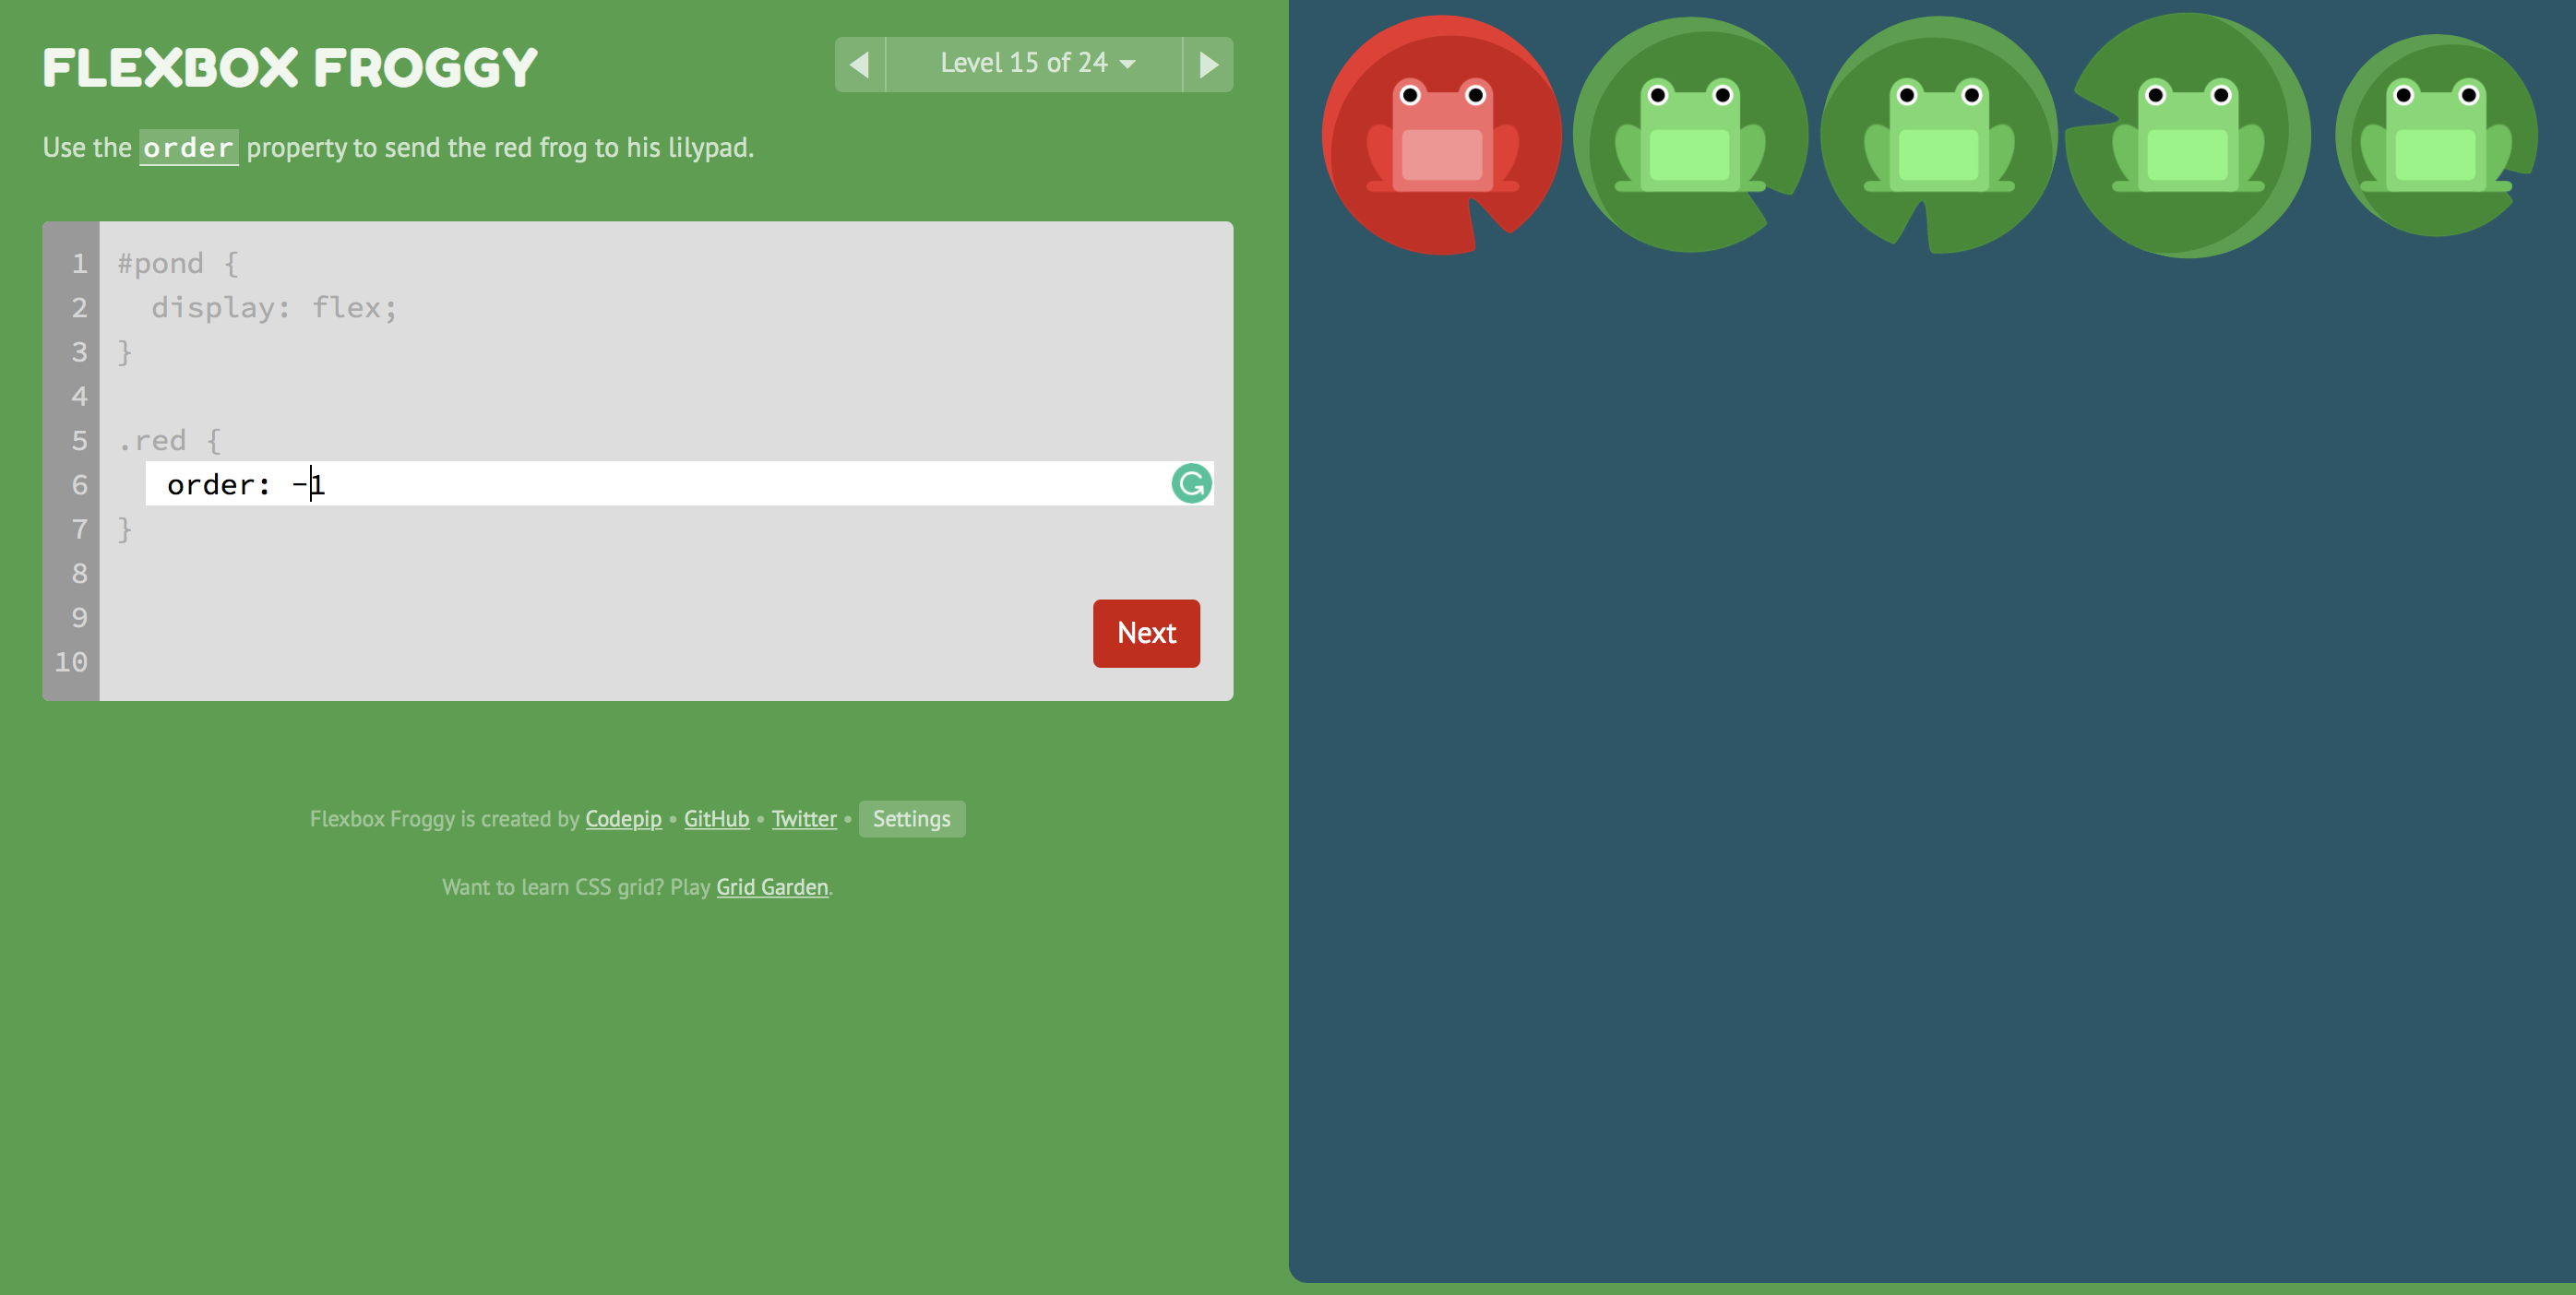 FLEXBOX FROGGY
Level 15 of 24
Use the order property to send the red frog to his lilypad.
1 #pond {
2   display: flex;
3 }
4
5 .red {
6   order: -1
7 }
8
9
10
Next
Flexbox Froggy is created by Codepip • GitHub • Twitter • Settings
Want to learn CSS grid? Play Grid Garden.